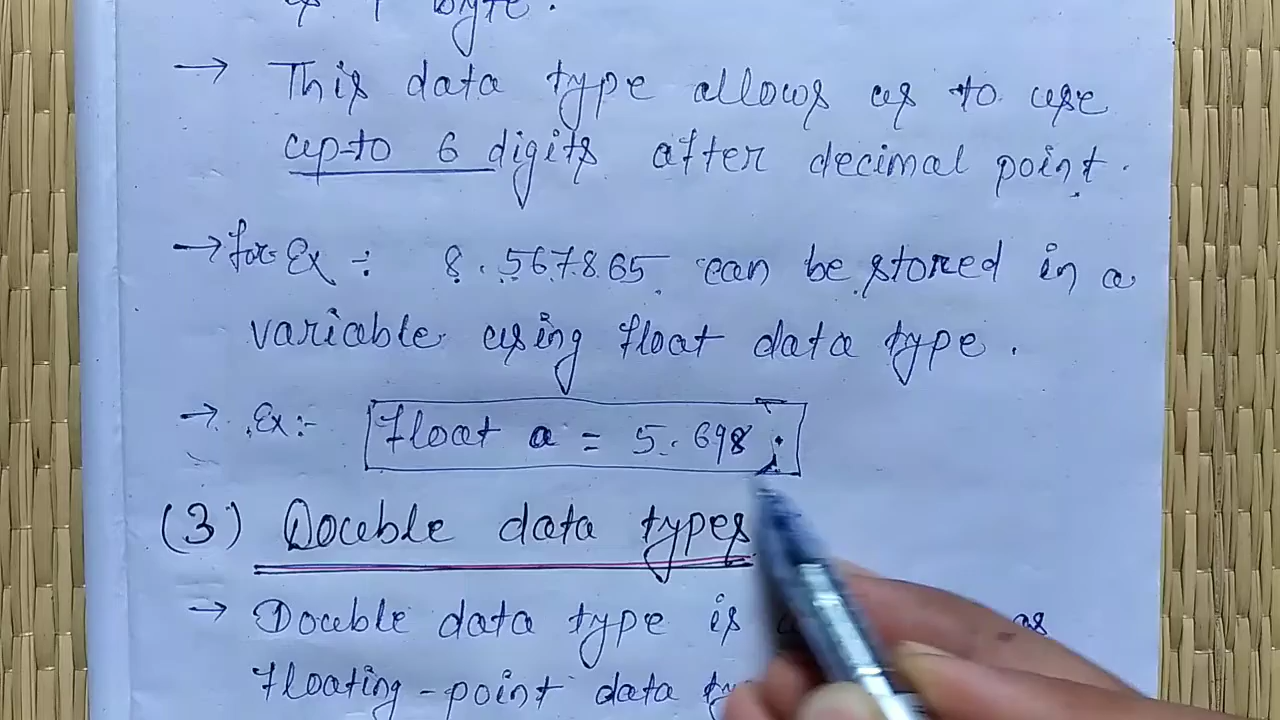 byte.
→ This data type allows us to use
upto 6 digits after decimal point.
→ for Ex : 8.567865 can be stored in a
variable using float data type.
→ Ex:- float a = 5.698;
(3) Double data types
→ Double data type is as
floating-point data